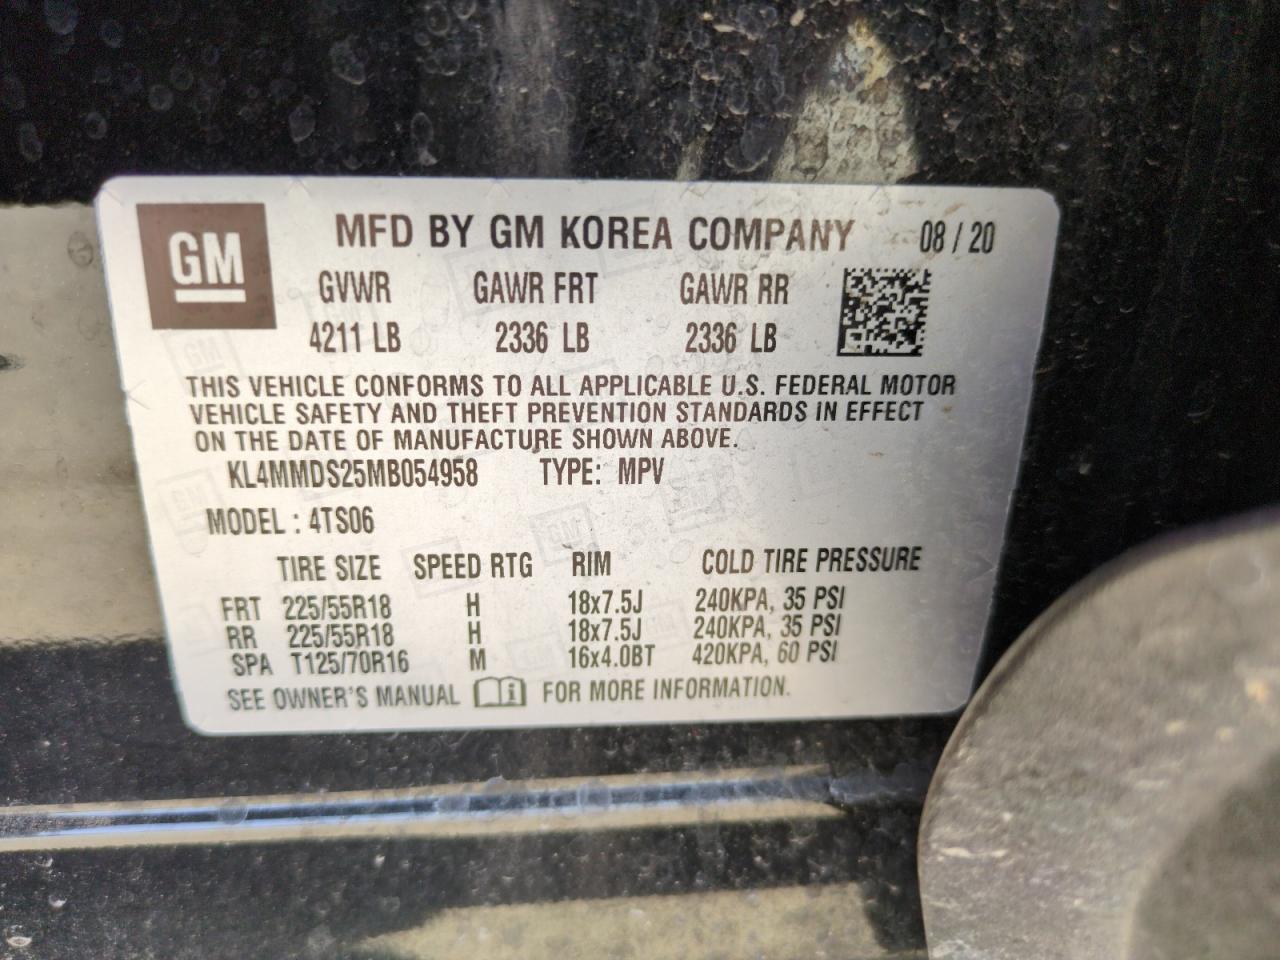 GM
MFD BY GM KOREA COMPANY 08 / 20
GVWR GAWR FRT GAWR RR
4211 LB 2336 LB 2336 LB
THIS VEHICLE CONFORMS TO ALL APPLICABLE U.S. FEDERAL MOTOR
VEHICLE SAFETY AND THEFT PREVENTION STANDARDS IN EFFECT
ON THE DATE OF MANUFACTURE SHOWN ABOVE.
KL4MMDS25MB054958 TYPE: MPV
MODEL : 4TS06
TIRE SIZE SPEED RTG RIM COLD TIRE PRESSURE
FRT 225/55R18 H 18x7.5J 240KPA, 35 PSI
RR 225/55R18 H 18x7.5J 240KPA, 35 PSI
SPA T125/70R16 M 16x4.0BT 420KPA, 60 PSI
SEE OWNER'S MANUAL i FOR MORE INFORMATION.